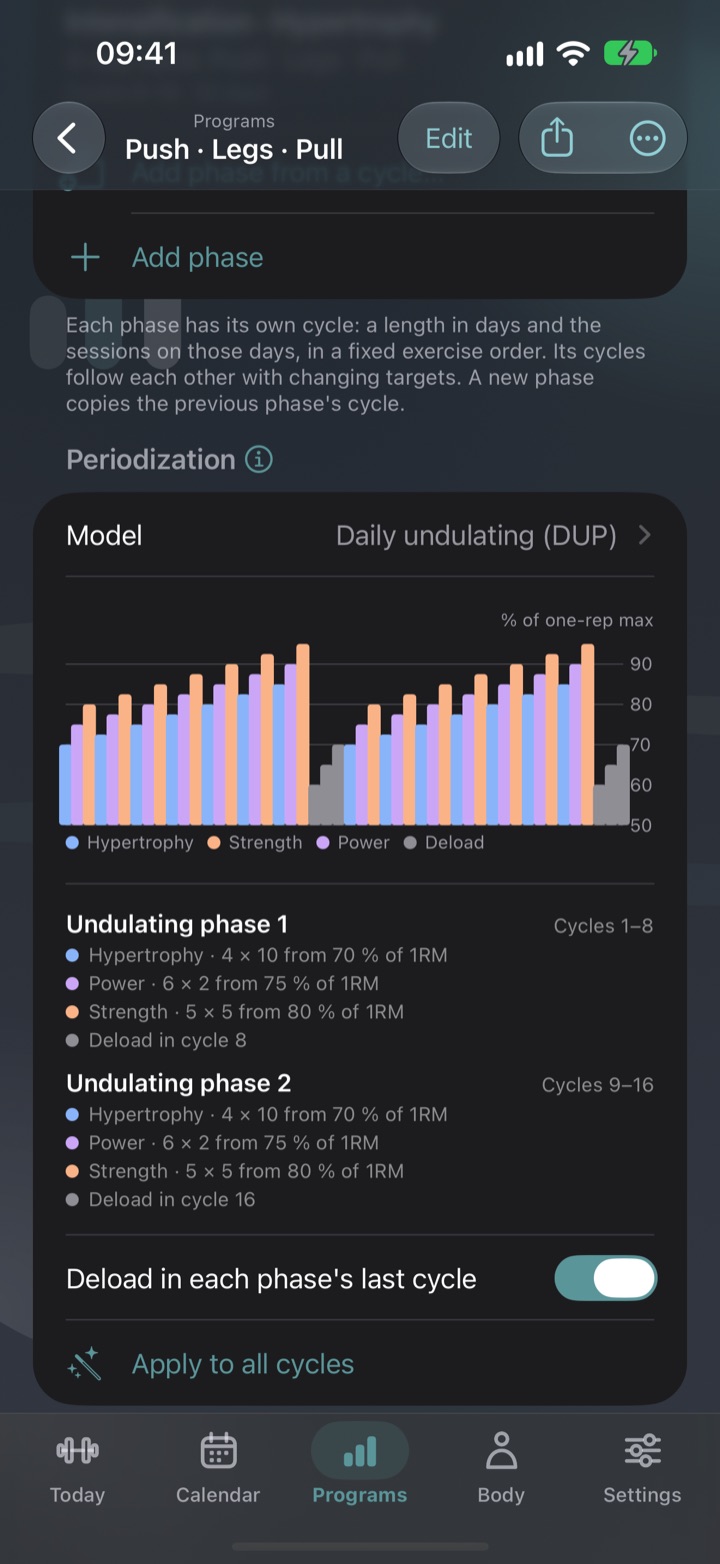 09:41
Programs
Push · Legs · Pull
Edit
Add phase from a cycle...
Add phase
Each phase has its own cycle: a length in days and the
sessions on those days, in a fixed exercise order. Its cycles
follow each other with changing targets. A new phase
copies the previous phase's cycle.
Periodization
Model
Daily undulating (DUP)
% of one-rep max
90
80
70
60
50
Hypertrophy
Strength
Power
Deload
Undulating phase 1
Cycles 1–8
Hypertrophy · 4 × 10 from 70 % of 1RM
Power · 6 × 2 from 75 % of 1RM
Strength · 5 × 5 from 80 % of 1RM
Deload in cycle 8
Undulating phase 2
Cycles 9–16
Hypertrophy · 4 × 10 from 70 % of 1RM
Power · 6 × 2 from 75 % of 1RM
Strength · 5 × 5 from 80 % of 1RM
Deload in cycle 16
Deload in each phase's last cycle
Apply to all cycles
Today
Calendar
Programs
Body
Settings